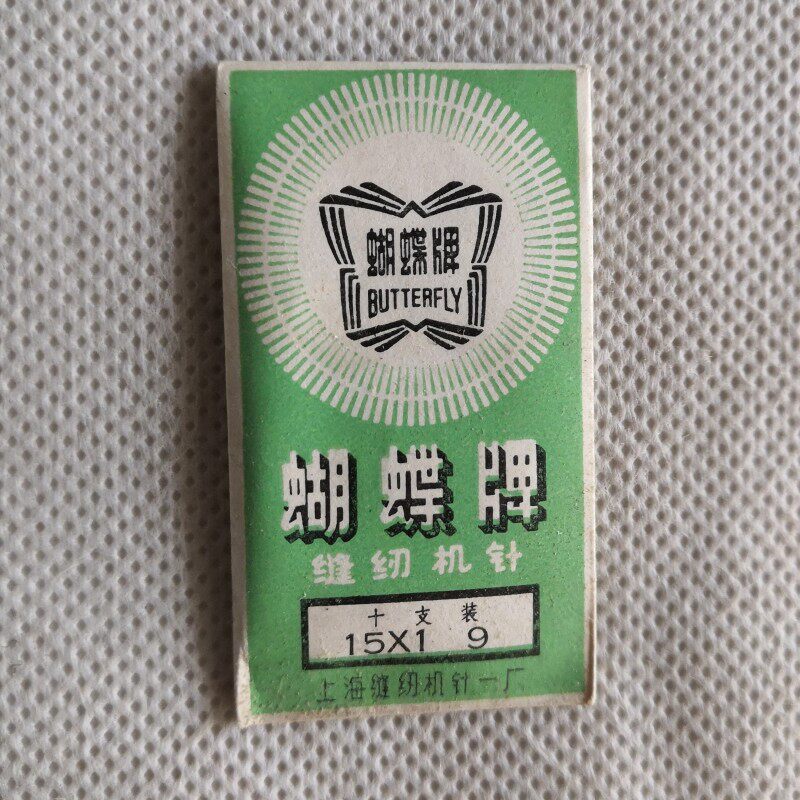 蝴蝶牌
BUTTERFLY
蝴蝶牌
缝纫机针
十支装
15X1 9
上海缝纫机针一厂